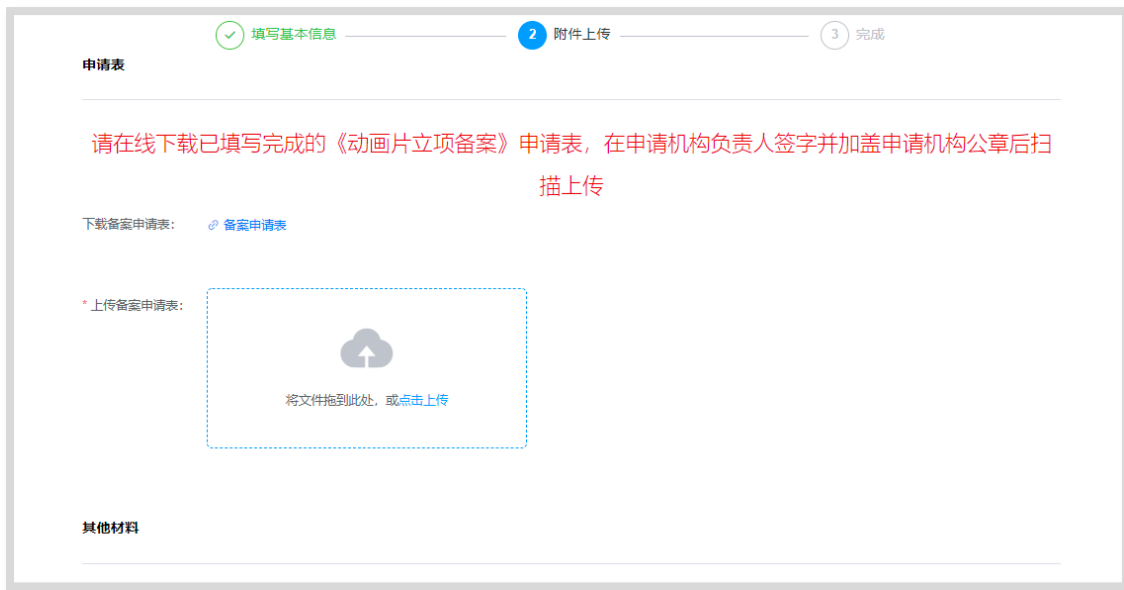 填写基本信息 2 附件上传 3 完成
申请表
请在线下载已填写完成的《动画片立项备案》申请表，在申请机构负责人签字并加盖申请机构公章后扫
描上传
下载备案申请表： 备案申请表
* 上传备案申请表：
将文件拖到此处，或点击上传
其他材料